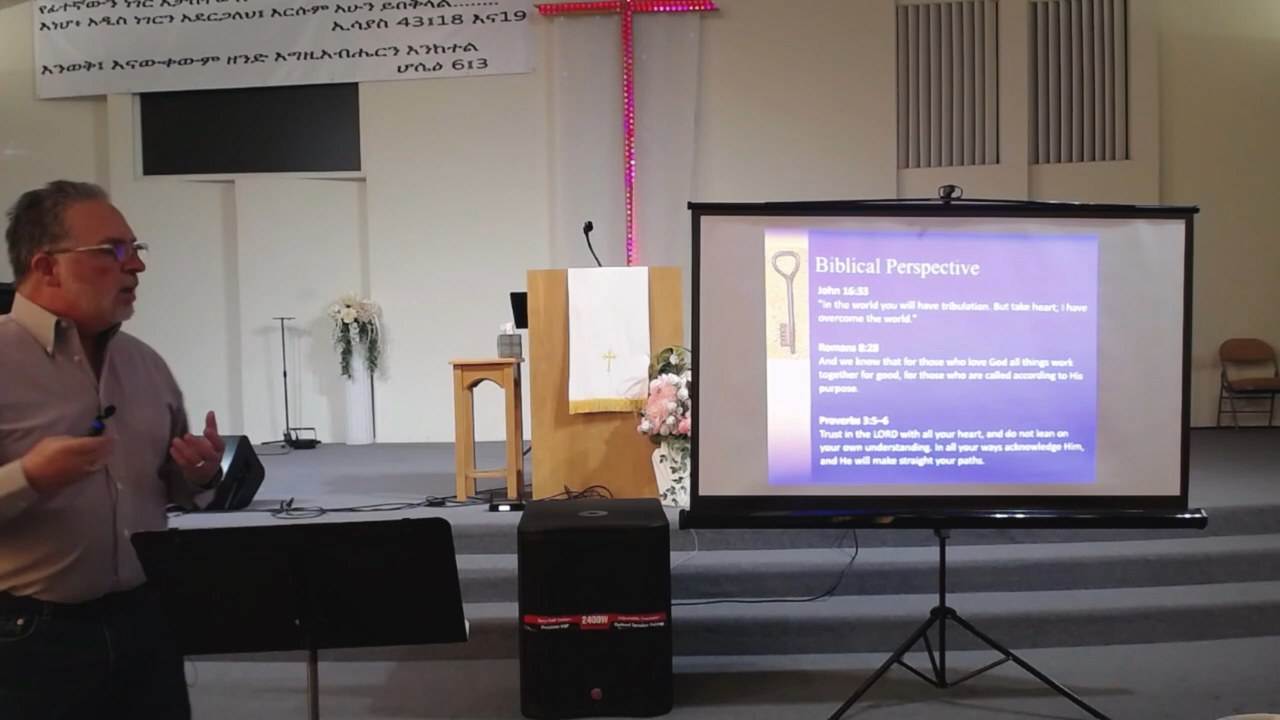 የፊተኛውን ነገር
እነሆ፥ አዲስ ነገርን አደርጋለሁ፤ እርሱም አሁን ይበቅላል........
ኢሳያስ 43፤18 እና19
እንወቅ፤ እናውቀውም ዘንድ እግዚአብሔርን እንከተል
ሆሴዕ 6፤3
Biblical Perspective
John 16:33
"In the world you will have tribulation. But take heart; I have
overcome the world."
Romans 8:28
And we know that for those who love God all things work
together for good, for those who are called according to His
purpose.
Proverbs 3:5–6
Trust in the LORD with all your heart, and do not lean on
your own understanding. In all your ways acknowledge Him,
and He will make straight your paths.
2400W